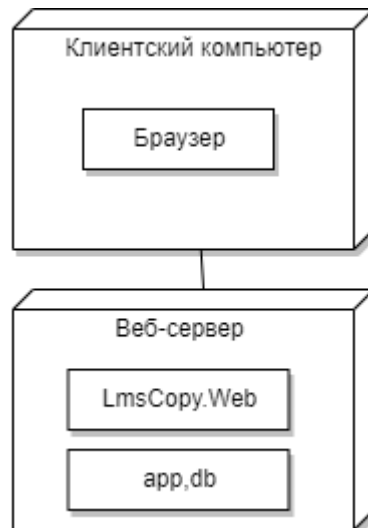 Клиентский компьютер
Браузер
Веб-сервер
LmsCopy.Web
app,db